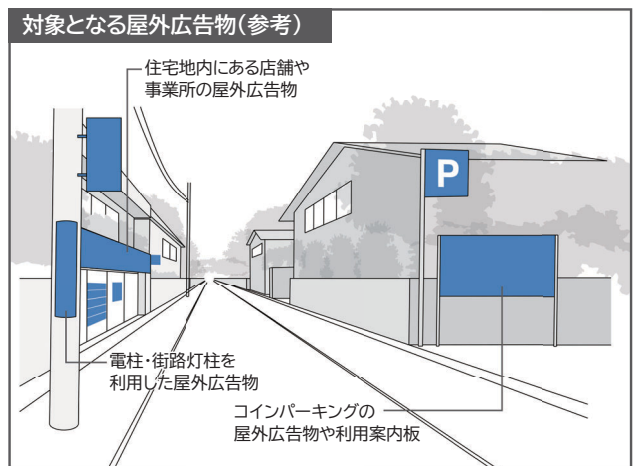 対象となる屋外広告物(参考)
住宅地内にある店舗や
事業所の屋外広告物
P
電柱・街路灯柱を
利用した屋外広告物
コインパーキングの
屋外広告物や利用案内板